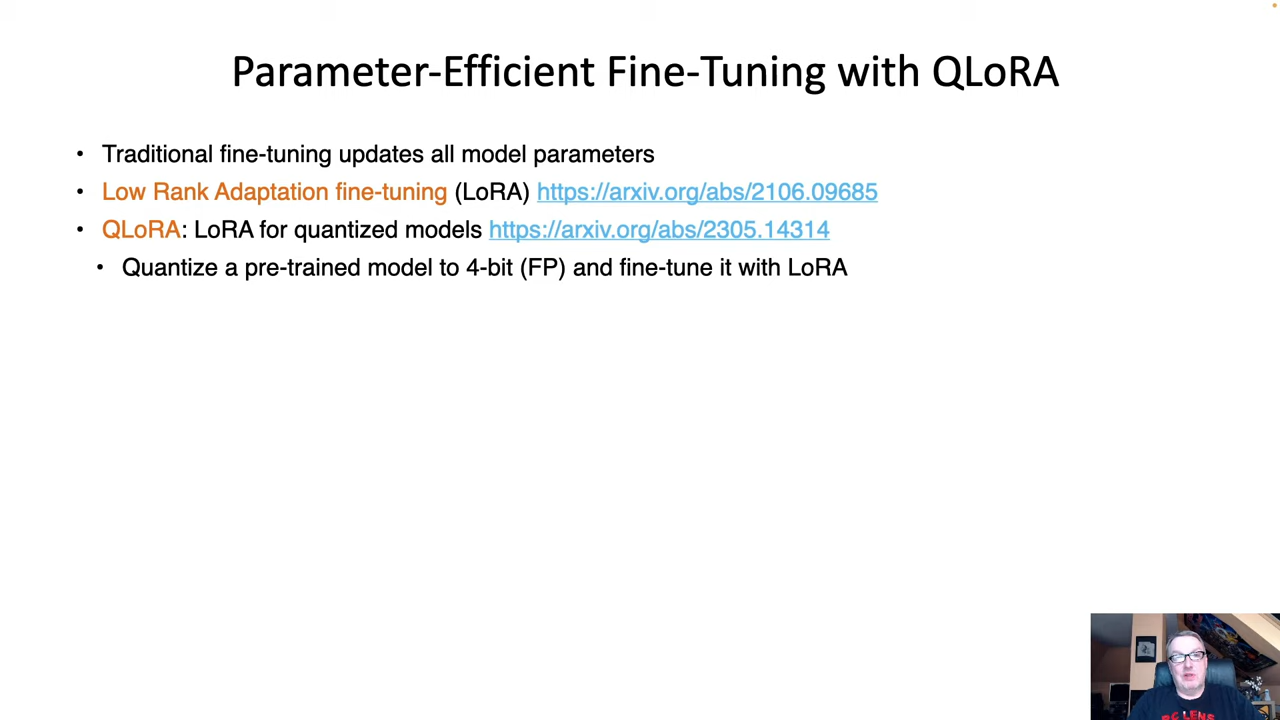 Parameter-Efficient Fine-Tuning with QLoRA
• Traditional fine-tuning updates all model parameters
• Low Rank Adaptation fine-tuning (LoRA) https://arxiv.org/abs/2106.09685
• QLoRA: LoRA for quantized models https://arxiv.org/abs/2305.14314
• Quantize a pre-trained model to 4-bit (FP) and fine-tune it with LoRA